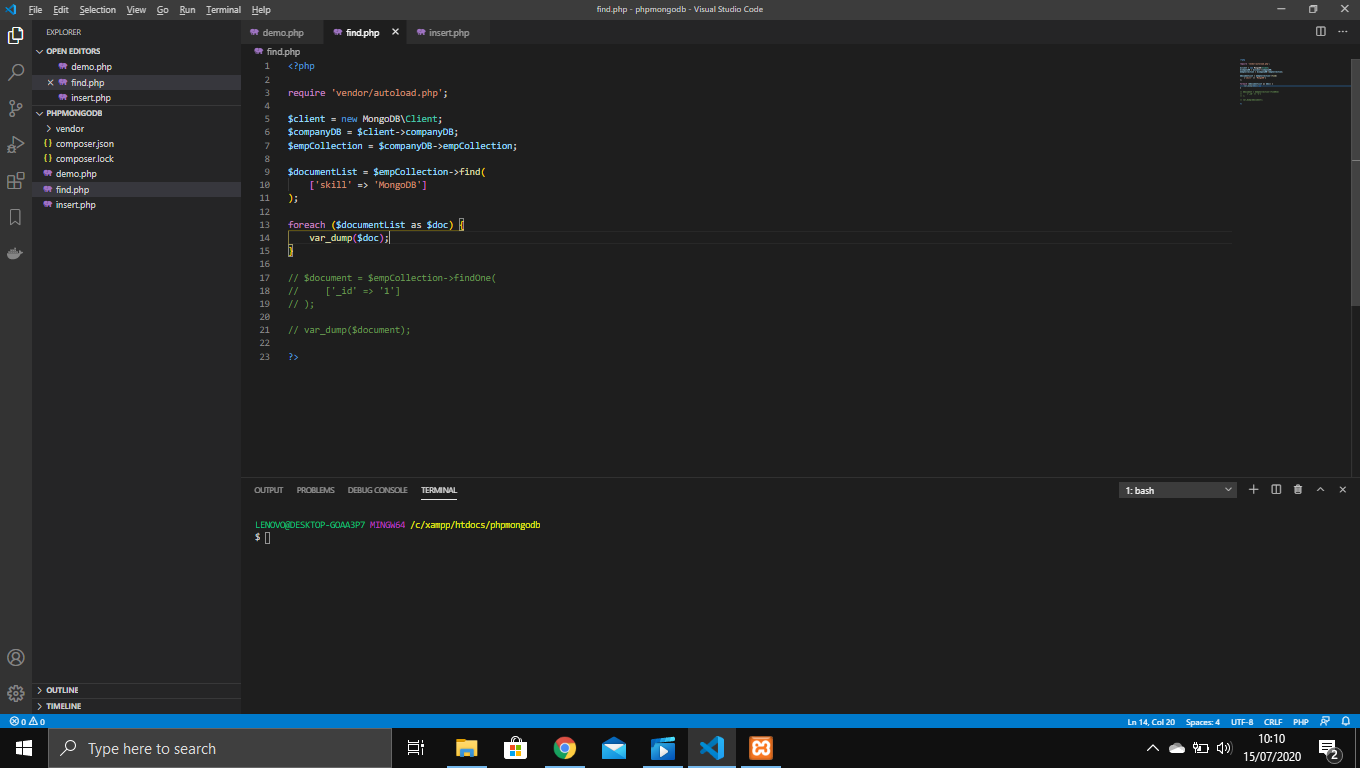 File Edit Selection View Go Run Terminal Help find.php - phpmongodb - Visual Studio Code
EXPLORER
OPEN EDITORS
demo.php
find.php
insert.php
PHPMONGODB
vendor
composer.json
composer.lock
demo.php
find.php
insert.php
OUTLINE
TIMELINE
demo.php find.php insert.php
find.php
1 <?php
2
3 require 'vendor/autoload.php';
4
5 $client = new MongoDB\Client;
6 $companyDB = $client->companyDB;
7 $empCollection = $companyDB->empCollection;
8
9 $documentList = $empCollection->find(
10 ['skill' => 'MongoDB']
11 );
12
13 foreach ($documentList as $doc) {
14 var_dump($doc);
15 }
16
17 // $document = $empCollection->findOne(
18 // ['_id' => '1']
19 // );
20
21 // var_dump($document);
22
23 ?>
OUTPUT PROBLEMS DEBUG CONSOLE TERMINAL 1: bash
LENOVO@DESKTOP-GOAA3P7 MINGW64 /c/xampp/htdocs/phpmongodb
$
0 0 Ln 14, Col 20 Spaces: 4 UTF-8 CRLF PHP
Type here to search
10:10
15/07/2020
2